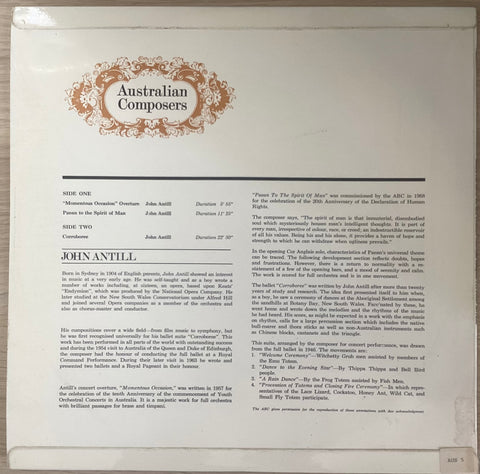 Australian
Composers
SIDE ONE
"Momentous Occasion" Overture John Antill Duration 8' 55"
Paean to the Spirit of Man John Antill Duration 11' 25"
SIDE TWO
Corroboree John Antill Duration 22' 50"
JOHN ANTILL
Born in Sydney in 1904 of English parents, John Antill showed an interest
in music at a very early age. He was self-taught and as a boy wrote a
number of works including, at sixteen, an opera, based upon Keats'
"Endymion", which was produced by the National Opera Company. He
later studied at the New South Wales Conservatorium under Alfred Hill
and joined several Opera companies as a member of the orchestra and
also as chorus-master and conductor.
His compositions cover a wide field—from film music to symphony, but
he was first recognised universally for his ballet suite "Corroboree". This
work has been performed in all parts of the world with outstanding success
and during the 1954 visit to Australia of the Queen and Duke of Edinburgh,
the composer had the honour of conducting the full ballet at a Royal
Command Performance. During their later visit in 1963 he wrote and
presented two ballets and a Royal Pageant in their honour.
Antill's concert overture, "Momentous Occasion," was written in 1957 for
the celebration of the tenth Anniversary of the commencement of Youth
Orchestral Concerts in Australia. It is a majestic work for full orchestra
with brilliant passages for brass and timpani.
"Paean To The Spirit Of Man" was commissioned by the ABC in 1968
for the celebration of the 20th Anniversary of the Declaration of Human
Rights.
The composer says, "The spirit of man is that immaterial, disembodied
soul which mysteriously houses man's intelligent thoughts. It is part of
every man, irrespective of colour, race, or creed; an indestructible reservoir
of all his values. Being his and his alone, it provides a haven of hope and
strength to which he can withdraw when ugliness prevails."
In the opening Cor Anglais solo, characteristics of Paean's universal theme
can be traced. The following development section reflects doubts, hopes
and frustrations. However, there is a return to normality with a re-
statement of a few of the opening bars, and a mood of serenity and calm.
The work is scored for full orchestra and is in one movement.
The ballet "Corroboree" was written by John Antill after more than twenty
years of study and research. The idea first presented itself to him when,
as a boy, he saw a ceremony of dances at the Aboriginal Settlement among
the sandhills at Botany Bay, New South Wales. Fascinated by these, he
went home and wrote down the melodies and the rhythms of the music
he had heard. His score, as might be expected in a work with the emphasis
on rhythm, calls for a large percussion section which includes the native
bull-roarer and thora sticks as well as non-Australian instruments such
as Chinese blocks, castanets and the triangle.
This suite, arranged by the composer for concert performance, was drawn
from the full ballet in 1946. The movements are:
1. "Welcome Ceremony"—Witchetty Grub men assisted by members of
the Emu Totem.
2. "Dance to the Evening Star"—By Thippa Thippa and Bell Bird
people.
3. "A Rain Dance"—By the Frog Totem assisted by Fish Men.
4. "Procession of Totems and Closing Fire Ceremony"—In which repre-
sentatives of the Lace Lizard, Cockatoo, Honey Ant, Wild Cat, and
Small Fly Totem participate.
The ABC gives permission for the reproduction of these annotations with due acknowledgment.